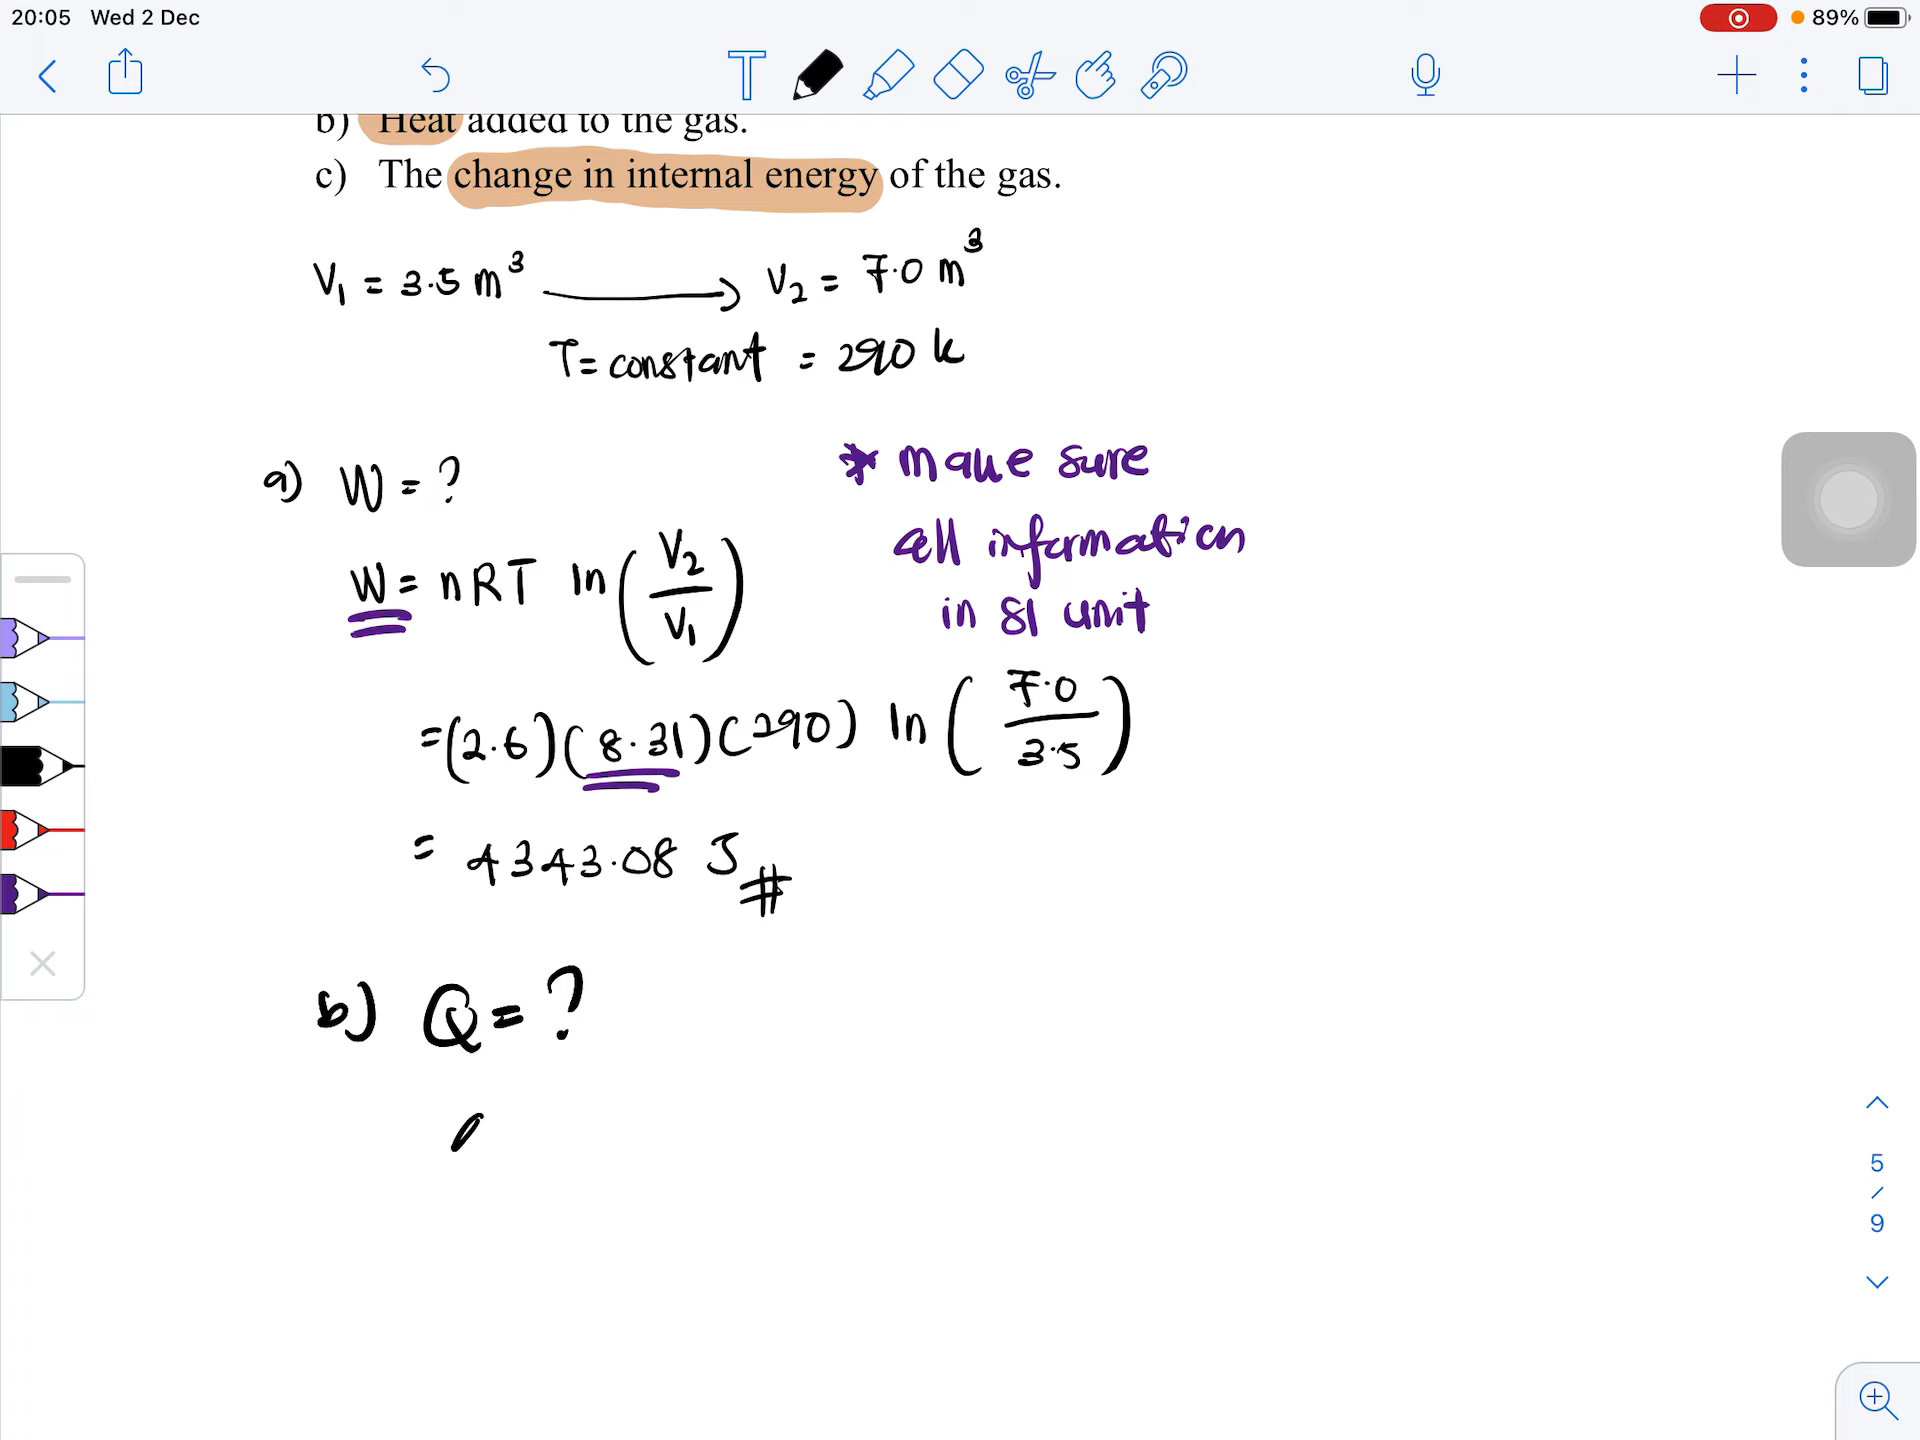 20:05 Wed 2 Dec 89%
T
b) Heat added to the gas.
c) The change in internal energy of the gas.
V₁ = 3.5 m³ → V₂ = 7.0 m³
T = constant = 290 k
a) W = ?
* make sure
all information
in SI unit
W = nRT ln(V₂/V₁)
= (2.6)(8.31)(290) ln(7.0/3.5)
= 4343.08 J #
b) Q = ?
5
/
9